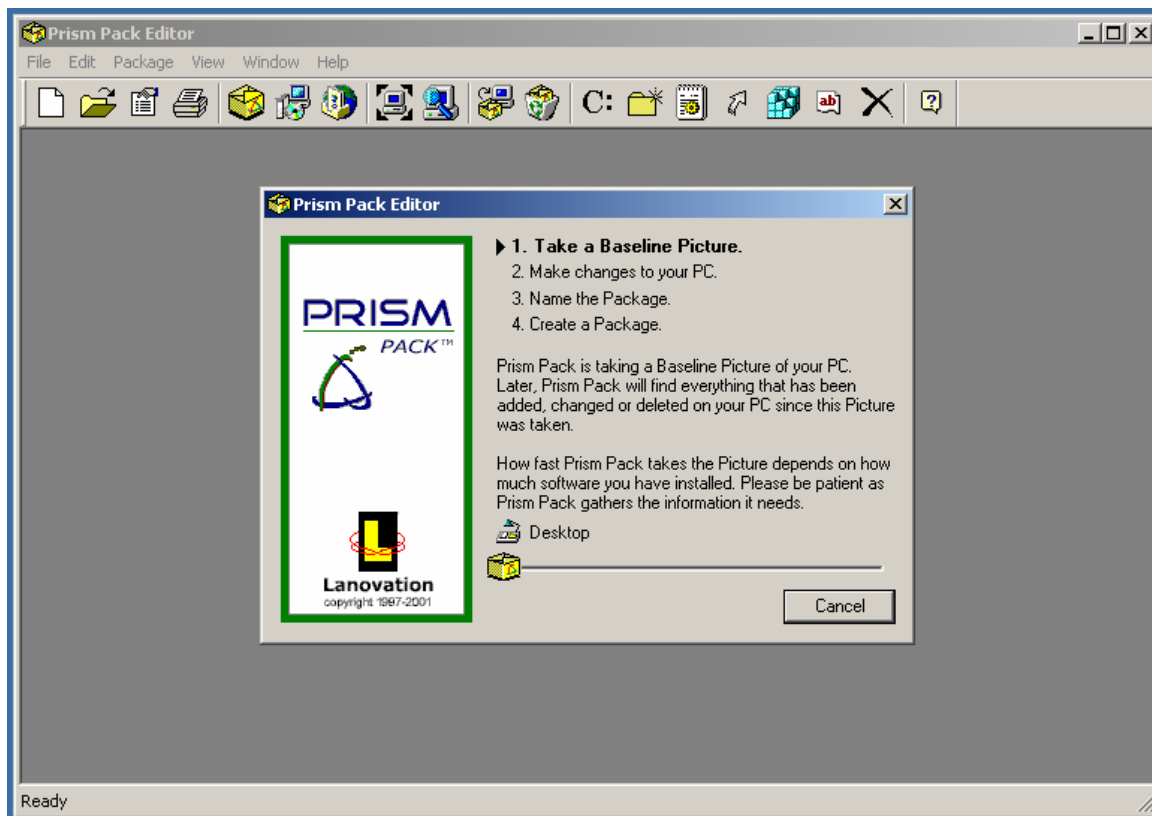 Prism Pack Editor
File Edit Package View Window Help
C: ab ?
Prism Pack Editor
1. Take a Baseline Picture.
2. Make changes to your PC.
3. Name the Package.
4. Create a Package.
PRISM
PACK™
Prism Pack is taking a Baseline Picture of your PC.
Later, Prism Pack will find everything that has been
added, changed or deleted on your PC since this Picture
was taken.
How fast Prism Pack takes the Picture depends on how
much software you have installed. Please be patient as
Prism Pack gathers the information it needs.
Desktop
L
Lanovation
copyright 1997-2001
Cancel
Ready